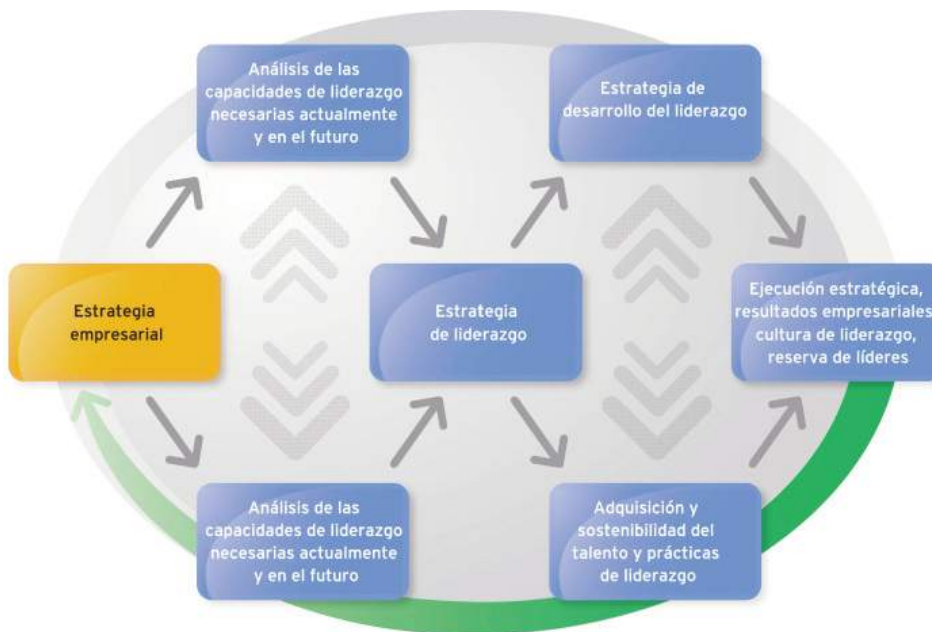 Análisis de las
capacidades de liderazgo
necesarias actualmente
y en el futuro
Estrategia de
desarrollo del liderazgo
Estrategia
empresarial
Estrategia
de liderazgo
Ejecución estratégica,
resultados empresariales,
cultura de liderazgo,
reserva de líderes
Análisis de las
capacidades de liderazgo
necesarias actualmente
y en el futuro
Adquisición y
sostenibilidad del
talento y prácticas
de liderazgo